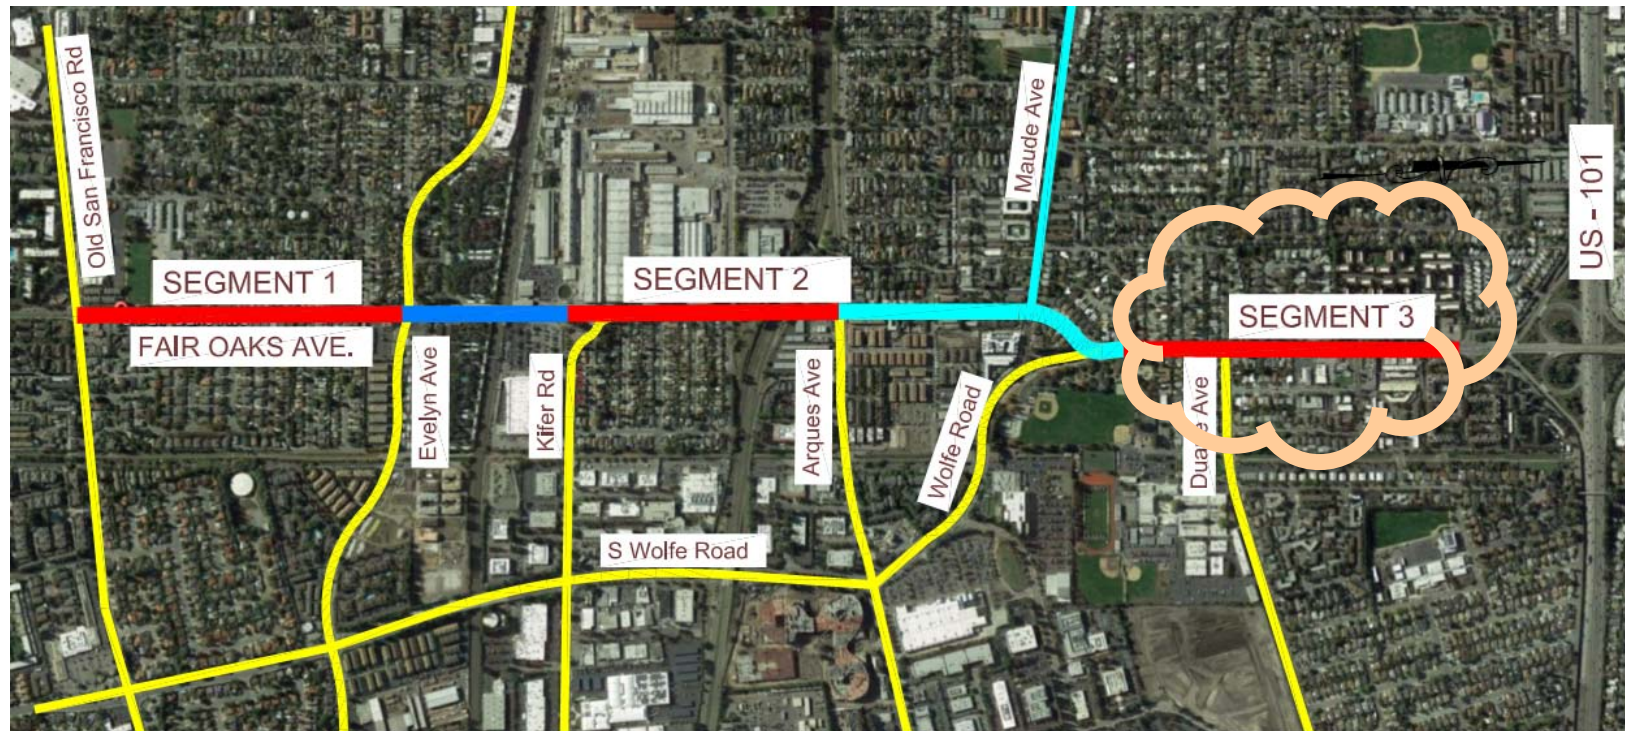 Old San Francisco Rd
SEGMENT 1
FAIR OAKS AVE.
Evelyn Ave
Kifer Rd
SEGMENT 2
Arques Ave
S Wolfe Road
Wolfe Road
Maude Ave
SEGMENT 3
Ave
US - 101